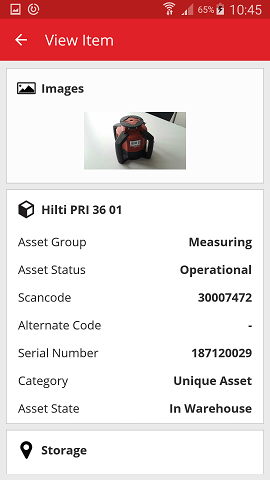 65% 10:45
View Item
Images
Hilti PRI 36 01
Asset Group Measuring
Asset Status Operational
Scancode 30007472
Alternate Code -
Serial Number 187120029
Category Unique Asset
Asset State In Warehouse
Storage